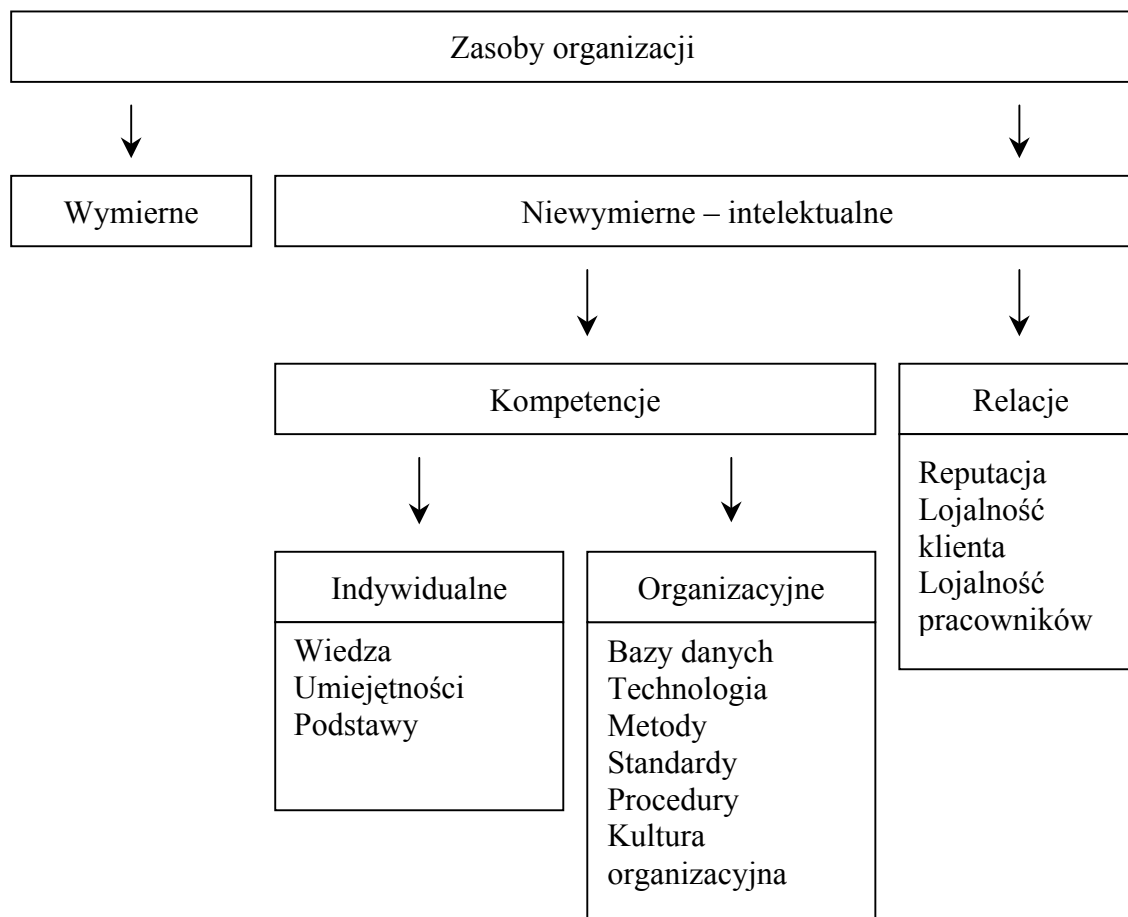 Zasoby organizacji
Wymierne
Niewymierne – intelektualne
Kompetencje
Relacje
Reputacja
Lojalność
klienta
Lojalność
pracowników
Indywidualne
Wiedza
Umiejętności
Podstawy
Organizacyjne
Bazy danych
Technologia
Metody
Standardy
Procedury
Kultura
organizacyjna